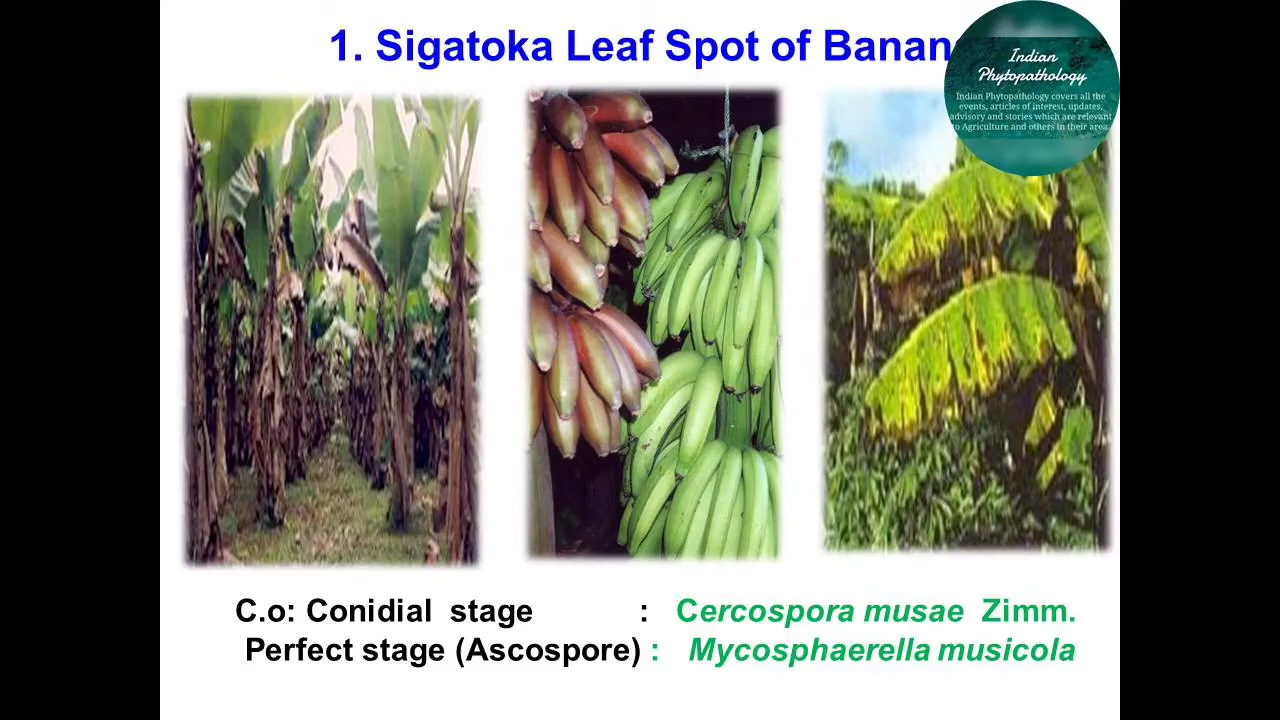 1. Sigatoka Leaf Spot of Banan
Indian
Phytopathology
Indian Phytopathology covers all the
events, articles of interest, updates,
advisory and stories which are relevant
to Agriculture and others in their area.
C.o: Conidial stage : Cercospora musae Zimm.
Perfect stage (Ascospore) : Mycosphaerella musicola